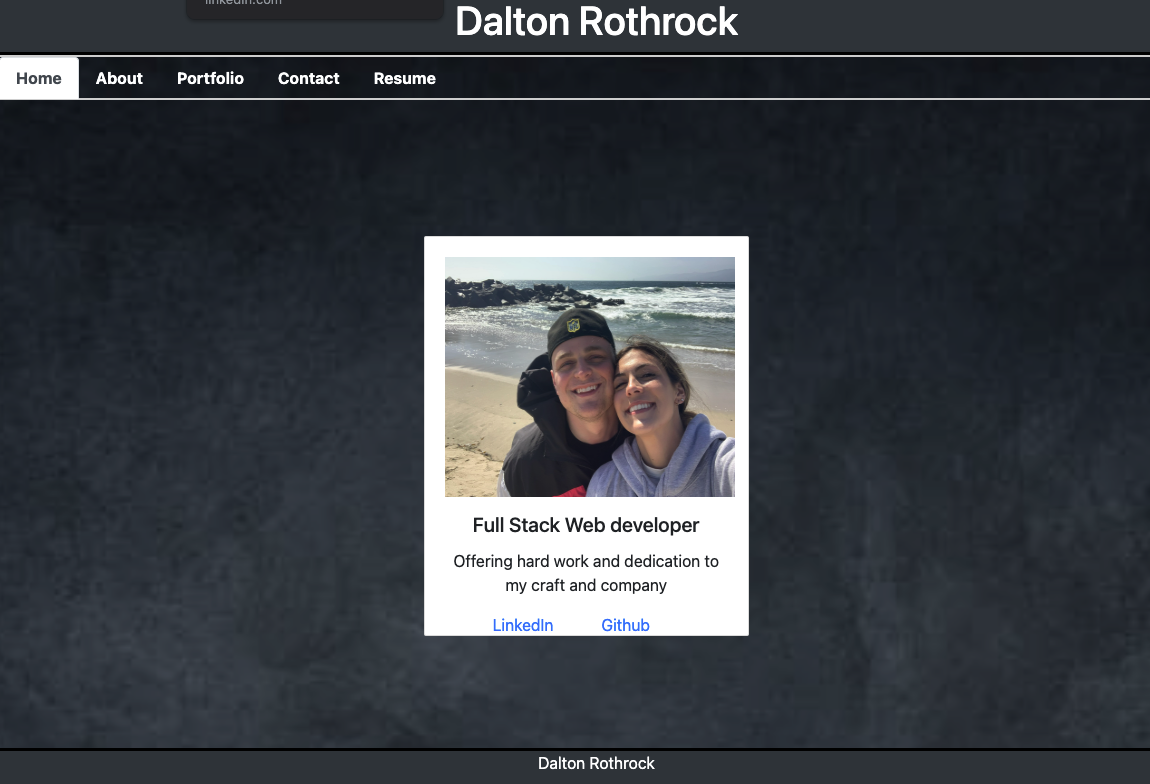 linkedin.com
Dalton Rothrock
Home About Portfolio Contact Resume
Full Stack Web developer
Offering hard work and dedication to
my craft and company
LinkedIn Github
Dalton Rothrock